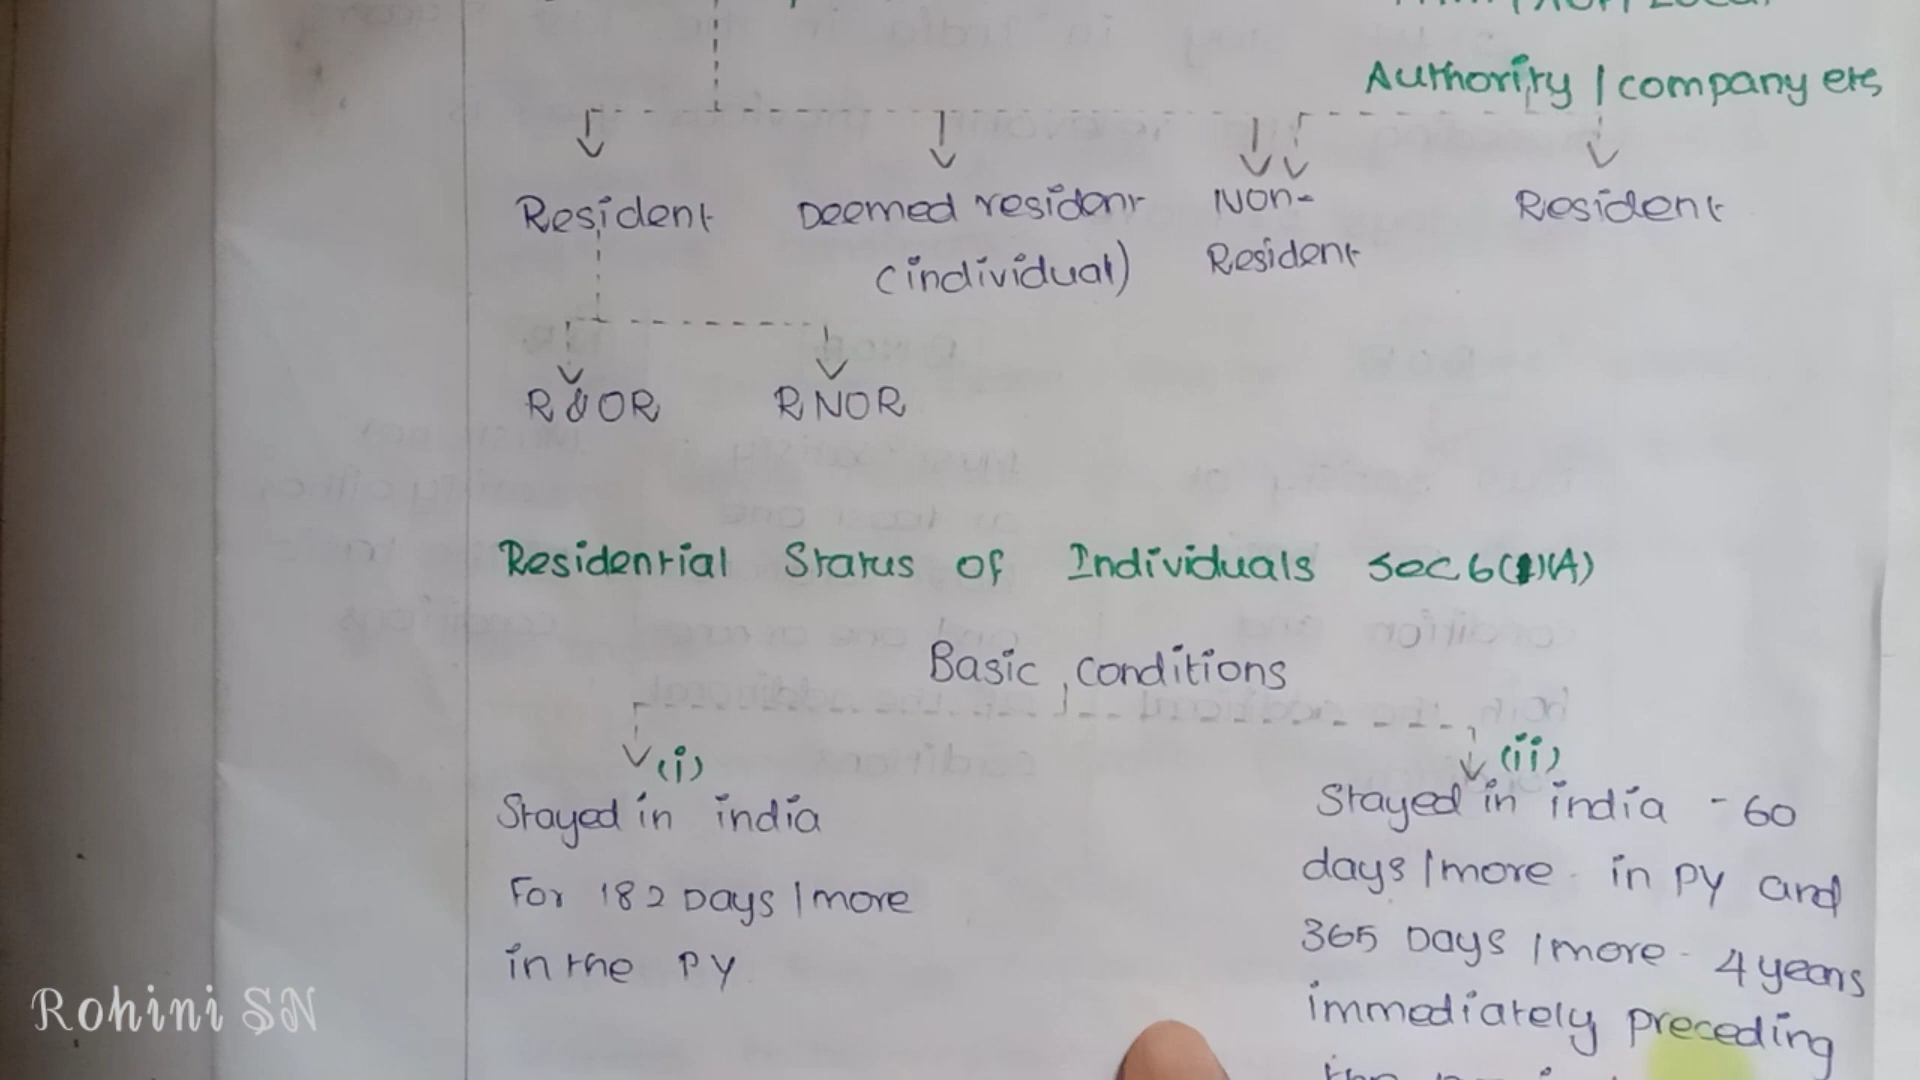 Authority / company etc
Resident
Deemed resident
(individual)
Non-
Resident
Resident
R & OR
RNOR
Residential Status of Individuals Sec 6(1)(A)
Basic conditions
(i)
Stayed in india
For 182 Days / more
in the PY
(ii)
Stayed in india - 60
days / more in PY and
365 Days / more - 4 years
immediately preceding
Rohini SN